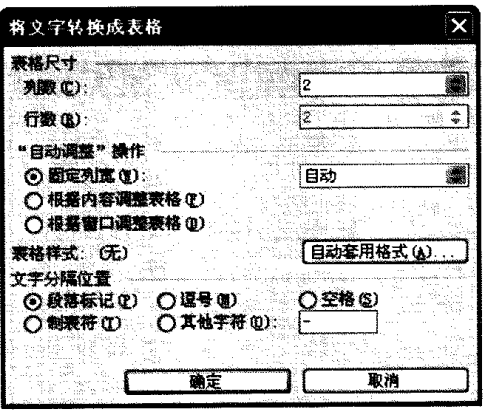 将文字转换成表格
表格尺寸
列数(C): 2
行数(R): 2
“自动调整”操作
固定列宽(W): 自动
根据内容调整表格(F)
根据窗口调整表格(D)
表格样式: (无) 自动套用格式(A)...
文字分隔位置
段落标记(P) 逗号(M) 空格(S)
制表符(T) 其他字符(O): -
确定 取消